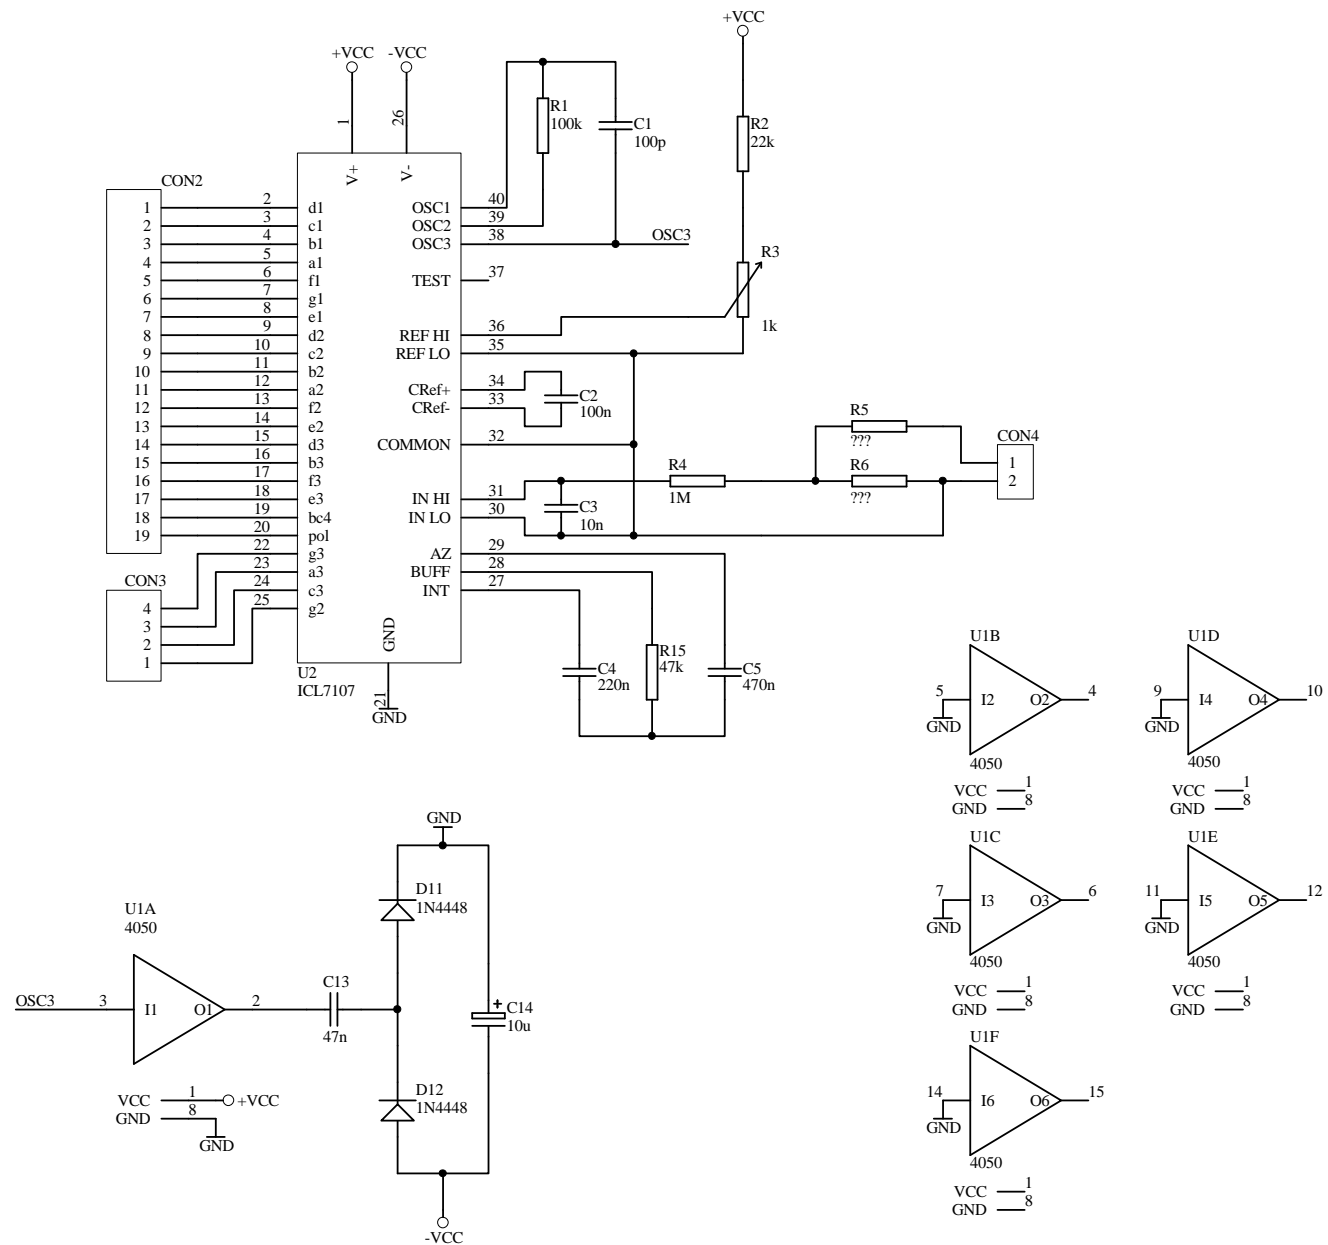 +VCC
+VCC -VCC
1
26
V+
V-
R1
100k
C1
100p
R2
22k
CON2
1 2 d1
2 3 c1
3 4 b1
4 5 a1
5 6 f1
6 7 g1
7 8 e1
8 9 d2
9 10 c2
10 11 b2
11 12 a2
12 13 f2
13 14 e2
14 15 d3
15 16 b3
16 17 f3
17 18 e3
18 19 bc4
19 20 pol
22 g3
23 a3
24 c3
25 g2
CON3
4
3
2
1
OSC1 40
OSC2 39
OSC3 38
OSC3
TEST 37
REF HI 36
REF LO 35
CRef+ 34
CRef- 33
COMMON 32
IN HI 31
IN LO 30
AZ 29
BUFF 28
INT 27
R3
1k
C2
100n
R5
???
R4
1M
R6
???
CON4
1
2
C3
10n
GND
21
GND
U2
ICL7107
C4
220n
R15
47k
C5
470n
U1B
5 I2 O2 4
GND
4050
VCC 1
GND 8
U1D
9 I4 O4 10
GND
4050
VCC 1
GND 8
U1C
7 I3 O3 6
GND
4050
VCC 1
GND 8
U1E
11 I5 O5 12
GND
4050
VCC 1
GND 8
U1F
14 I6 O6 15
GND
4050
VCC 1
GND 8
GND
D11
1N4448
U1A
4050
OSC3 3 I1 O1 2
C13
47n
+
C14
10u
D12
1N4448
VCC 1 +VCC
GND 8
GND
-VCC